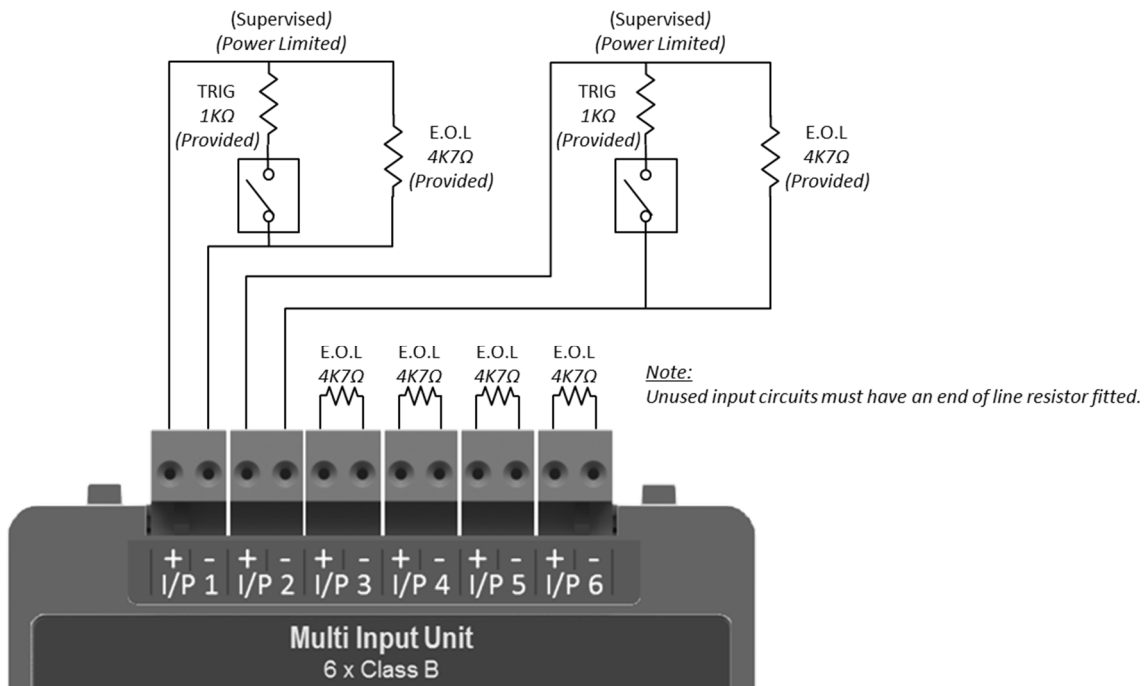 (Supervised)
(Power Limited)
(Supervised)
(Power Limited)
TRIG
1KΩ
(Provided)
E.O.L
4K7Ω
(Provided)
TRIG
1KΩ
(Provided)
E.O.L
4K7Ω
(Provided)
E.O.L
4K7Ω
E.O.L
4K7Ω
E.O.L
4K7Ω
E.O.L
4K7Ω
Note:
Unused input circuits must have an end of line resistor fitted.
+ - + - + - + - + - + -
I/P 1 I/P 2 I/P 3 I/P 4 I/P 5 I/P 6
Multi Input Unit
6 x Class B